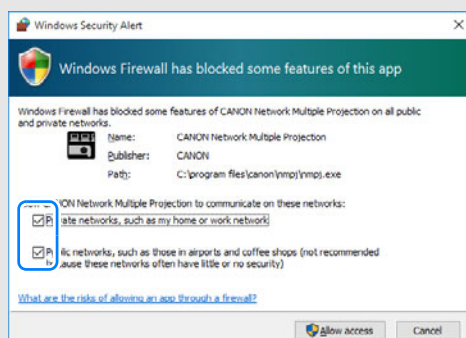 Windows Security Alert
Windows Firewall has blocked some features of this app
Windows Firewall has blocked some features of CANON Network Multiple Projection on all public
and private networks.
Name: CANON Network Multiple Projection
Publisher: CANON
Path: C:\program files\canon\nmpj\nmpj.exe
CANON Network Multiple Projection to communicate on these networks:
Private networks, such as my home or work network
Public networks, such as those in airports and coffee shops (not recommended
because these networks often have little or no security)
What are the risks of allowing an app through a firewall?
Allow access Cancel